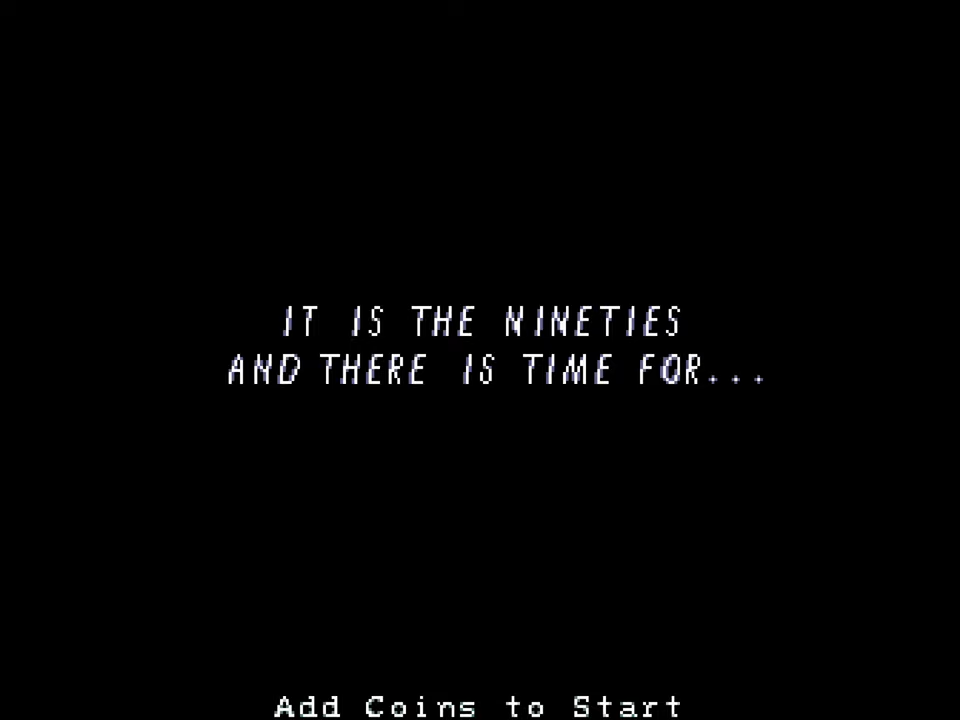 IT IS THE NINETIES
AND THERE IS TIME FOR...
Add Coins to Start